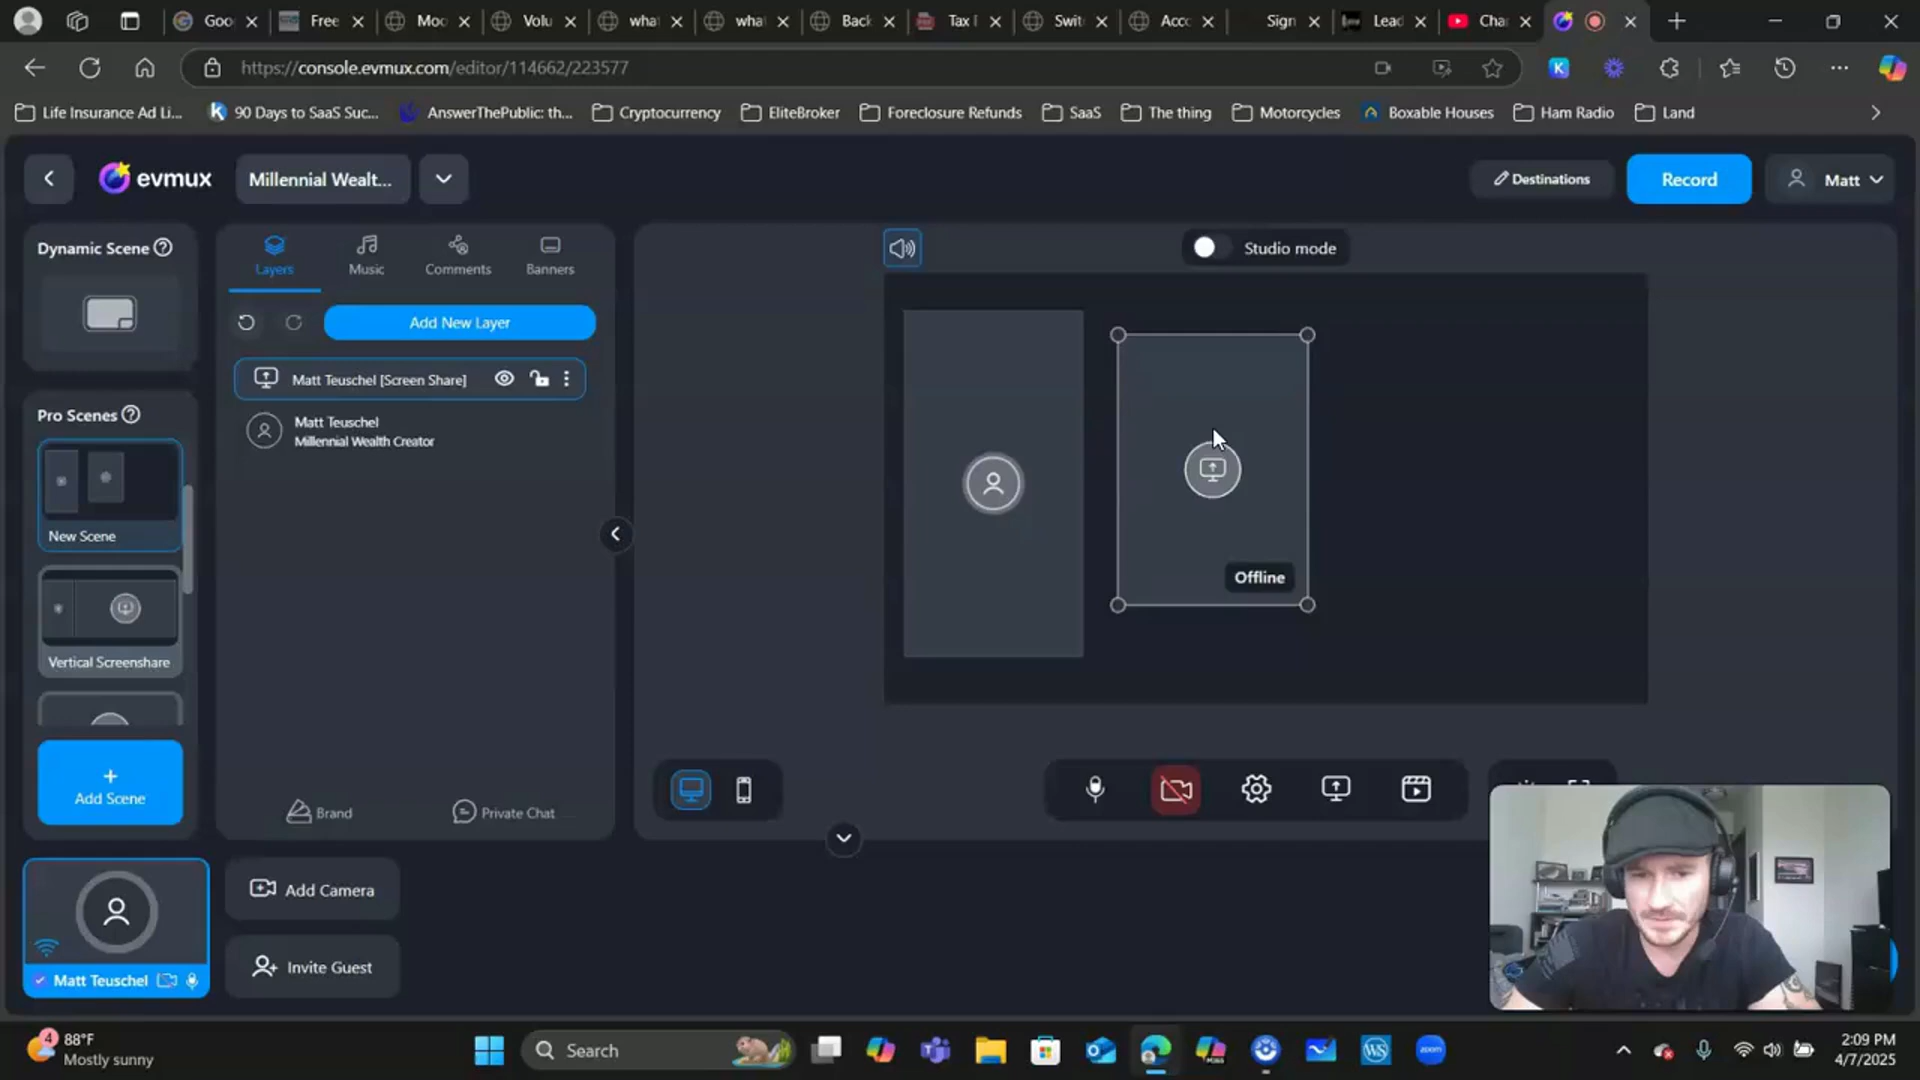 Goo
Free
Moo
Volu
wha
wha
Back
Tax
Swit
Acco
Sign
Lead
Cha
https://console.evmux.com/editor/114662/223577
Life Insurance Ad Li...
90 Days to SaaS Suc...
AnswerThePublic: th...
Cryptocurrency
EliteBroker
Foreclosure Refunds
SaaS
The thing
Motorcycles
Boxable Houses
Ham Radio
Land
evmux
Millennial Wealt...
Destinations
Record
Matt
Dynamic Scene
Layers
Music
Comments
Banners
Studio mode
Add New Layer
Matt Teuschel [Screen Share]
Matt Teuschel
Millennial Wealth Creator
Pro Scenes
New Scene
Vertical Screenshare
+
Add Scene
Offline
Brand
Private Chat
Matt Teuschel
Add Camera
Invite Guest
4
88°F
Mostly sunny
Search
WS
zoom
2:09 PM
4/7/2025